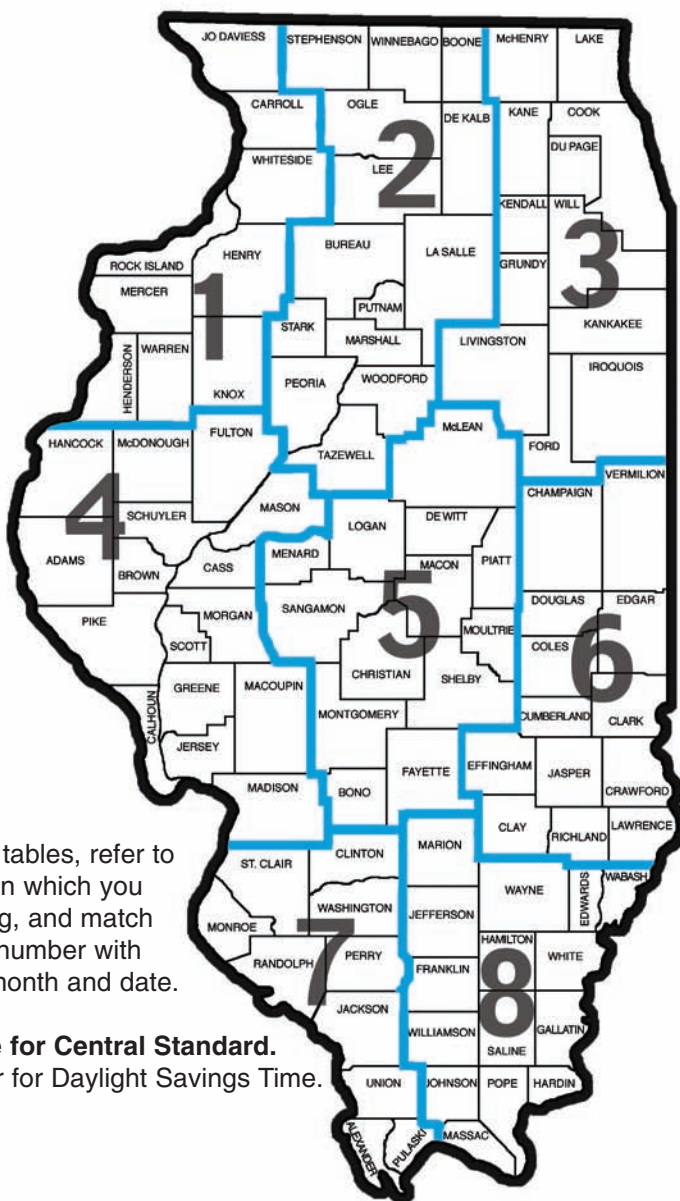 JO DAVIESS STEPHENSON WINNEBAGO BOONE McHENRY LAKE
CARROLL OGLE DE KALB KANE COOK
2
DU PAGE
WHITESIDE LEE
KENDALL WILL
BUREAU LA SALLE
3
HENRY
ROCK ISLAND GRUNDY
MERCER
1
PUTNAM
STARK KANKAKEE
MARSHALL LIVINGSTON
HENDERSON WARREN IROQUOIS
PEORIA WOODFORD
KNOX
FULTON McLEAN
HANCOCK McDONOUGH FORD
TAZEWELL
VERMILION
CHAMPAIGN
4
MASON
SCHUYLER DE WITT
LOGAN
MENARD
ADAMS CASS MACON PIATT
BROWN
5
DOUGLAS EDGAR
SANGAMON
MORGAN
PIKE MOULTRIE
SCOTT COLES
6
CHRISTIAN SHELBY
GREENE MACOUPIN
CALHOUN MONTGOMERY CUMBERLAND CLARK
JERSEY
FAYETTE EFFINGHAM JASPER
MADISON BONO CRAWFORD
CLAY RICHLAND LAWRENCE
tables, refer to
n which you
g, and match
number with
month and date.
e for Central Standard.
r for Daylight Savings Time.
ST. CLAIR CLINTON MARION
WAYNE EDWARDS WABASH
WASHINGTON JEFFERSON
MONROE
7
HAMILTON WHITE
RANDOLPH PERRY
FRANKLIN
8
JACKSON
WILLIAMSON GALLATIN
SALINE
UNION JOHNSON POPE HARDIN
ALEXANDER PULASKI MASSAC